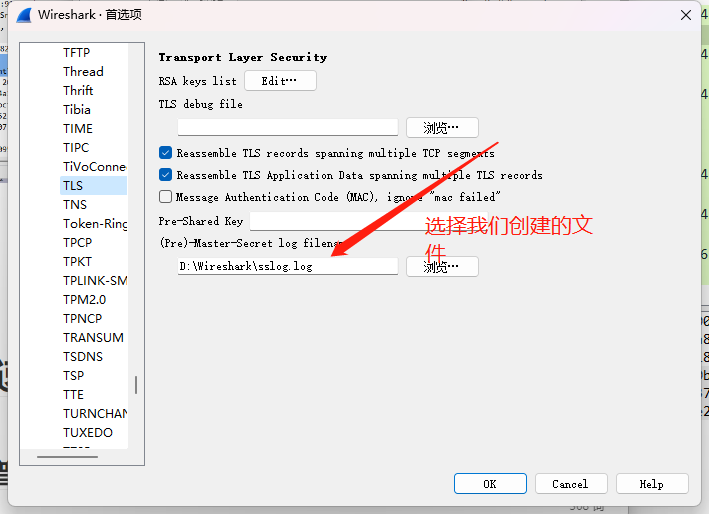 Wireshark · 首选项
TFTP
Thread
Thrift
Tibia
TIME
TIPC
TiVoConne
TLS
TNS
Token-Ring
TPCP
TPKT
TPLINK-SM
TPM2.0
TPNCP
TRANSUM
TSDNS
TSP
TTE
TURNCHAN
TUXEDO
Transport Layer Security
RSA keys list Edit…
TLS debug file
浏览…
Reassemble TLS records spanning multiple TCP segments
Reassemble TLS Application Data spanning multiple TLS records
Message Authentication Code (MAC), ignore "mac failed"
Pre-Shared Key
(Pre)-Master-Secret log filename
D:\Wireshark\sslog.log 浏览…
选择我们创建的文
件
OK Cancel Help